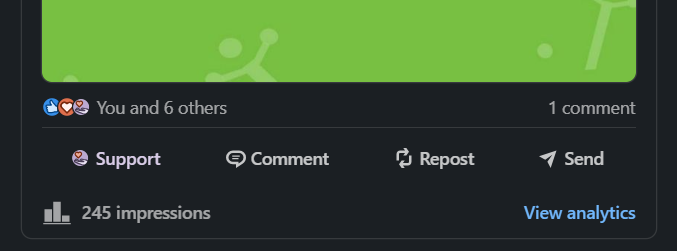 You and 6 others 1 comment
Support Comment Repost Send
245 impressions View analytics